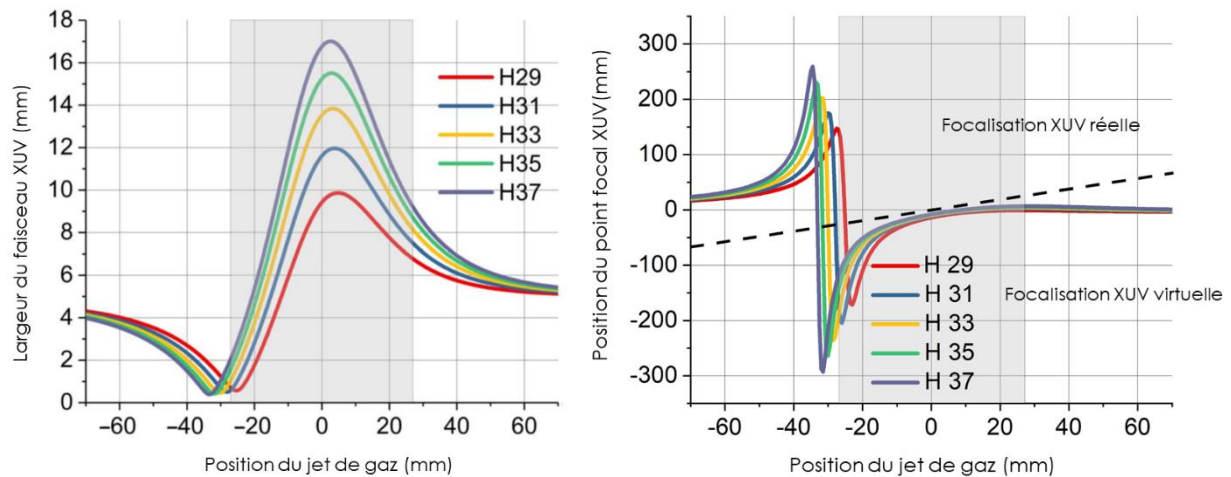 18
16
14
12
10
8
6
4
2
0
Largeur du faisceau XUV (mm)
H29
H31
H33
H35
H37
−60 −40 −20 0 20 40 60
Position du jet de gaz (mm)
300
200
100
0
-100
-200
-300
Position du point focal XUV (mm)
Focalisation XUV réelle
H 29
H 31
Focalisation XUV virtuelle
H 33
H 35
H 37
-60 -40 -20 0 20 40 60
Position du jet de gaz (mm)